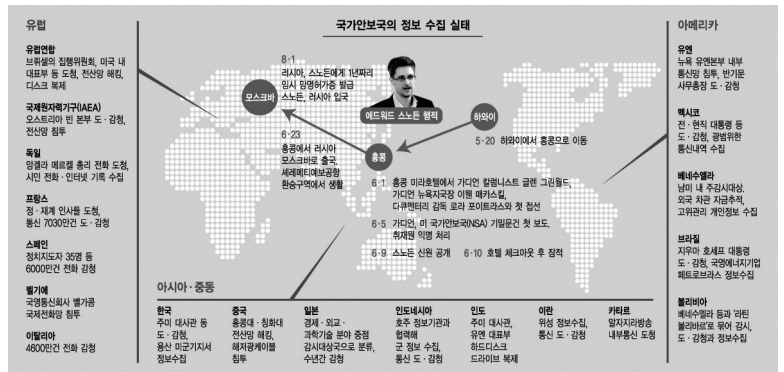 국가안보국의 정보 수집 실태
유럽
유럽연합
브뤼셀의 집행위원회, 미국 내
대표부 등 도청, 전산망 해킹,
디스크 복제
국제원자력기구(IAEA)
오스트리아 빈 본부 도·감청,
전산망 침투
독일
앙겔라 메르켈 총리 전화 도청,
시민 전화·인터넷 기록 수집
프랑스
정·재계 인사들 도청,
통신 7030만건 도·감청
스페인
정치지도자 35명 등
6000만건 전화 감청
벨기에
국영통신회사 벨가콤
국제전화망 침투
이탈리아
4600만건 전화 감청
8·1
러시아, 스노든에게 1년짜리
임시 망명허가증 발급
스노든, 러시아 입국
모스크바
에드워드 스노든 행적
하와이
5·20 하와이에서 홍콩으로 이동
6·23
홍콩에서 러시아
모스크바로 출국,
셰레메티예보공항
환승구역에서 생활
홍콩
6·1 홍콩 미라호텔에서 가디언 칼럼니스트 글렌 그린월드,
가디언 뉴욕지국장 이웬 매카스킬,
다큐멘터리 감독 로라 포이트라스와 첫 접선
6·5 가디언, 미 국가안보국(NSA) 기밀문건 첫 보도,
취재원 익명 처리
6·9 스노든 신원 공개 6·10 호텔 체크아웃 후 잠적
아메리카
유엔
뉴욕 유엔본부 내부
통신망 침투, 반기문
사무총장 도·감청
멕시코
전·현직 대통령 등
도·감청, 광범위한
통신내역 수집
베네수엘라
남미 내 주감시대상.
외국 차관 자금추적,
고위관리 개인정보 수집
브라질
지우마 호세프 대통령
도·감청, 국영에너지기업
페트로브라스 정보수집
볼리비아
베네수엘라 등과 '라틴
볼리바르'로 묶어 감시,
도·감청과 정보수집
아시아·중동
한국
주미 대사관 등
도·감청,
용산 미군기지서
정보수집
중국
홍콩대·칭화대
전산망 해킹,
해저광케이블
침투
일본
경제·외교·
과학기술 분야 중점
감시대상국으로 분류,
수년간 감청
인도네시아
호주 정보기관과
협력해
군 정보 수집,
통신 도·감청
인도
주미 대사관,
유엔 대표부
하드디스크
드라이브 복제
이란
위성 정보수집,
통신 도·감청
카타르
알자지라방송
내부통신 도청